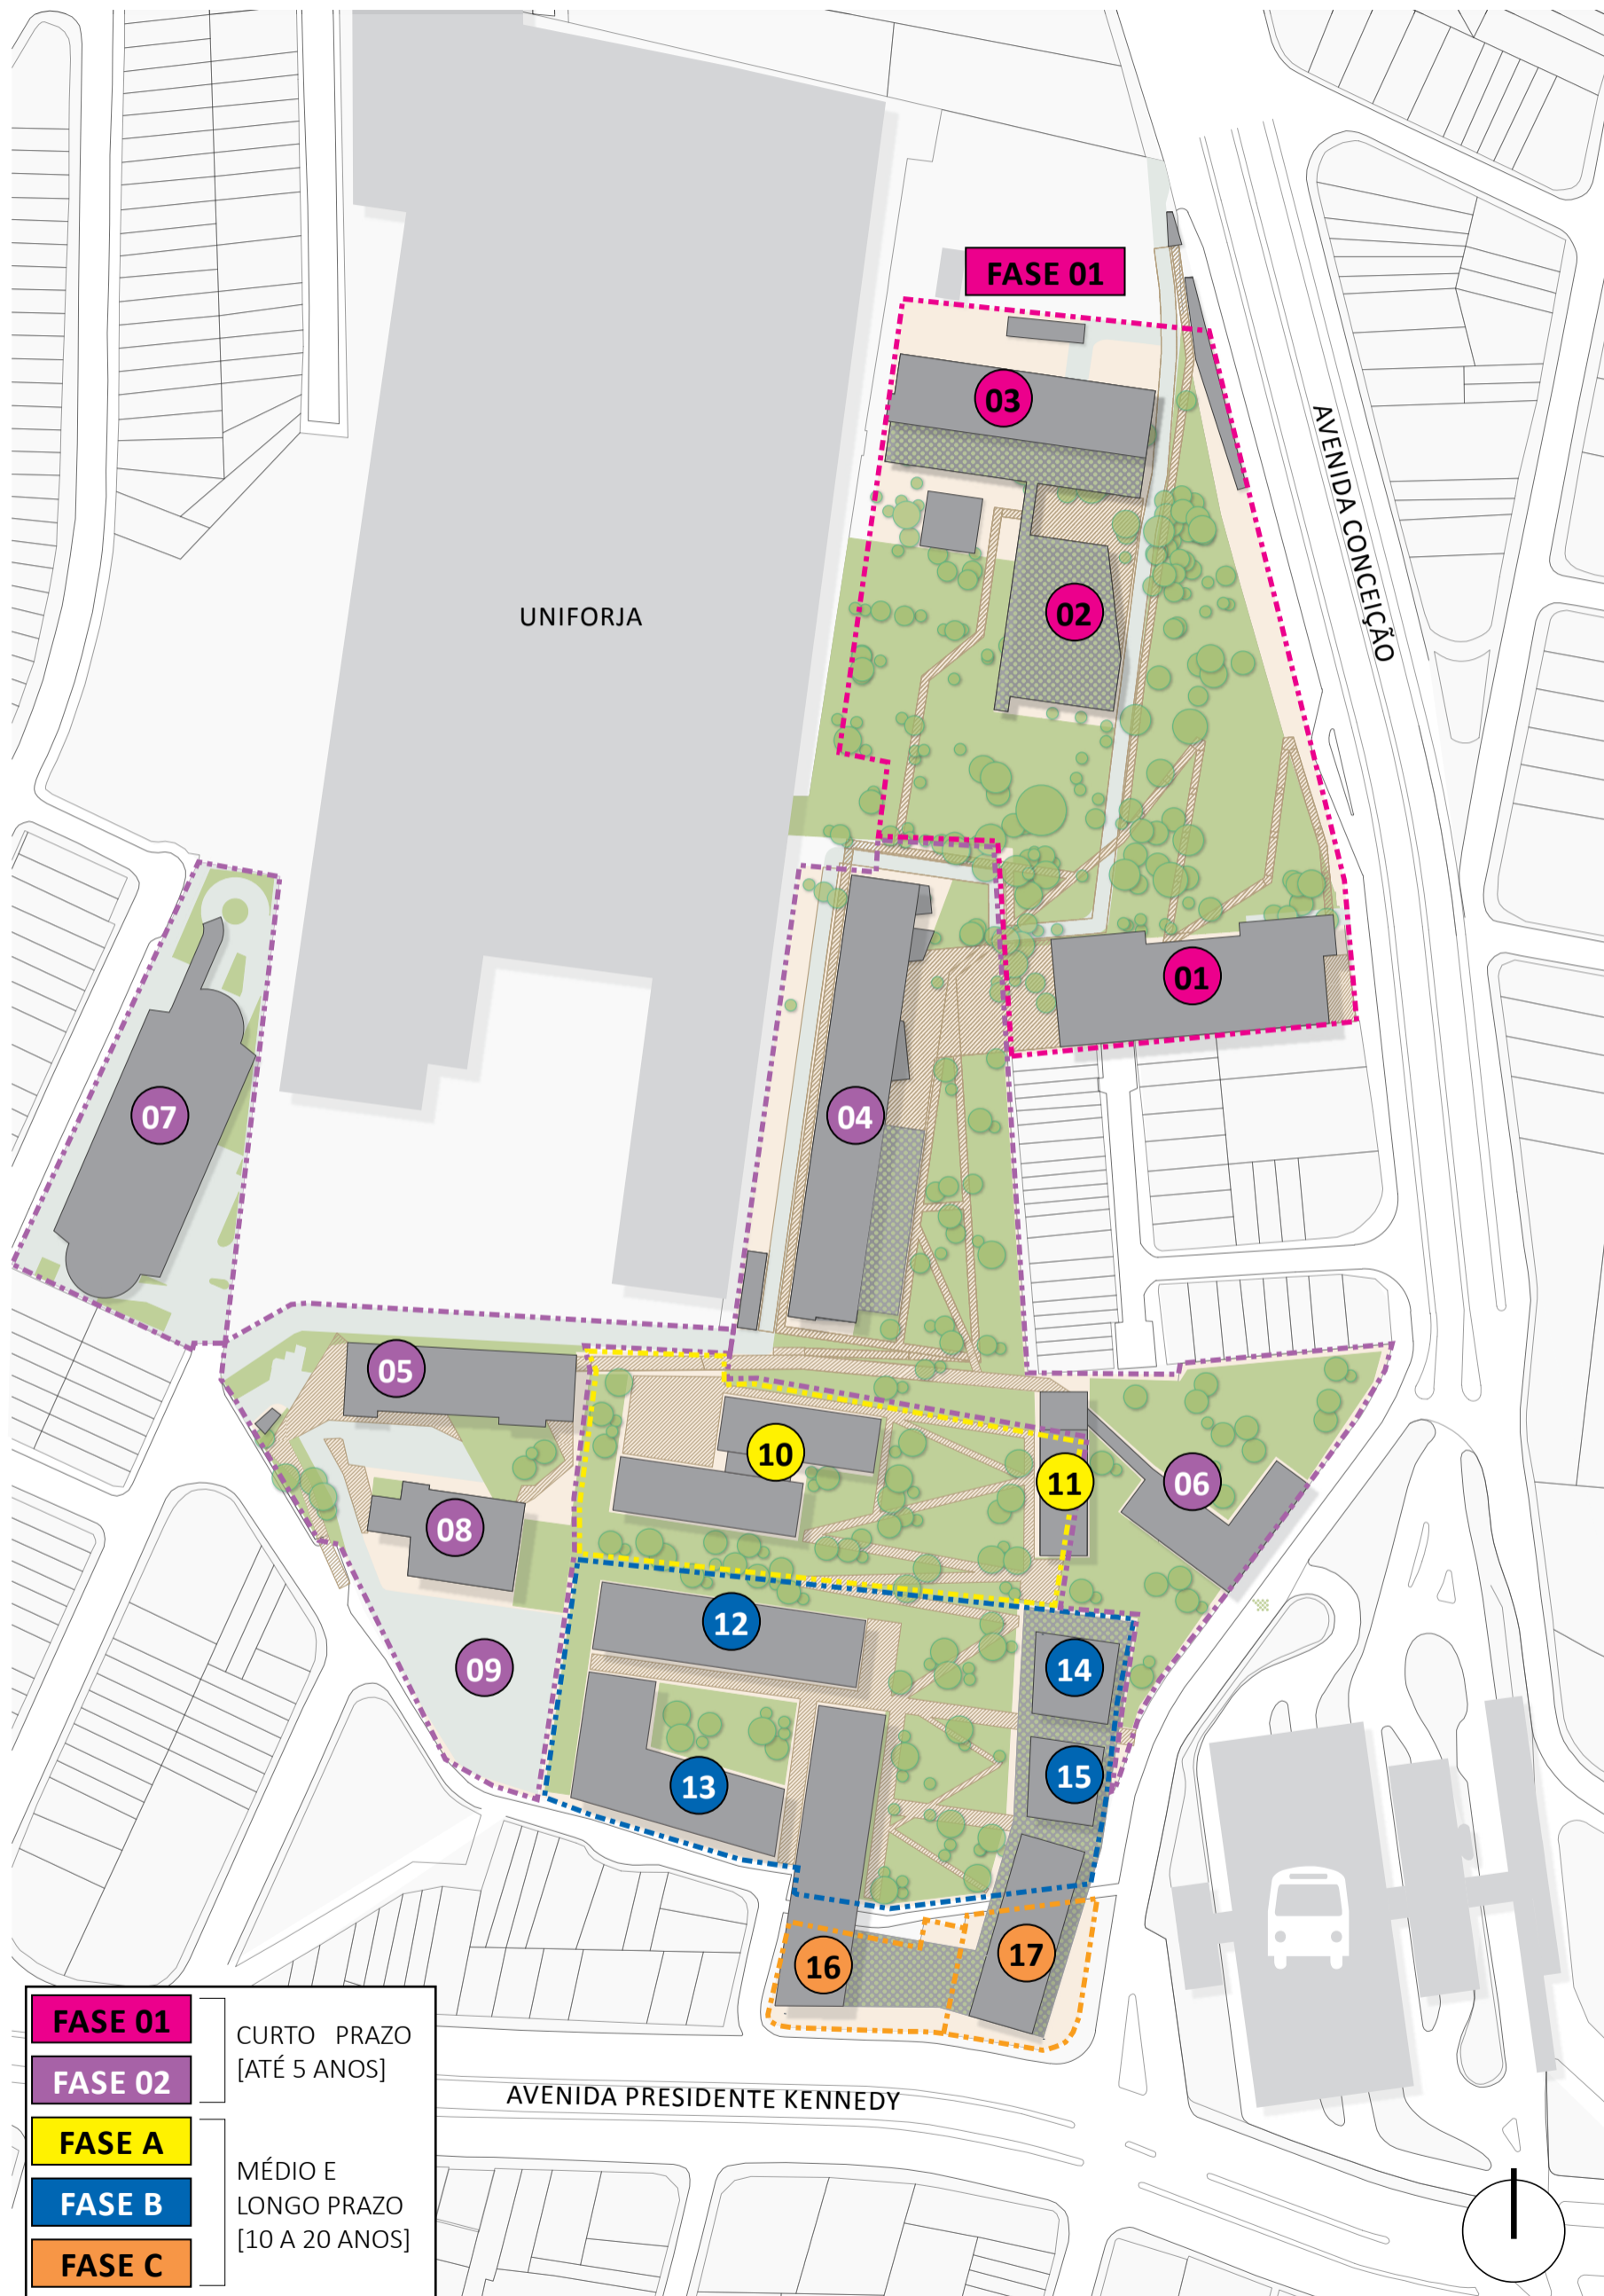 FASE 01
03
AVENIDA CONCEIÇÃO
UNIFORJA
02
01
07
04
05
10
11
06
08
12
09
14
15
13
16
17
FASE 01
FASE 02
CURTO PRAZO
[ATÉ 5 ANOS]
AVENIDA PRESIDENTE KENNEDY
FASE A
FASE B
FASE C
MÉDIO E
LONGO PRAZO
[10 A 20 ANOS]